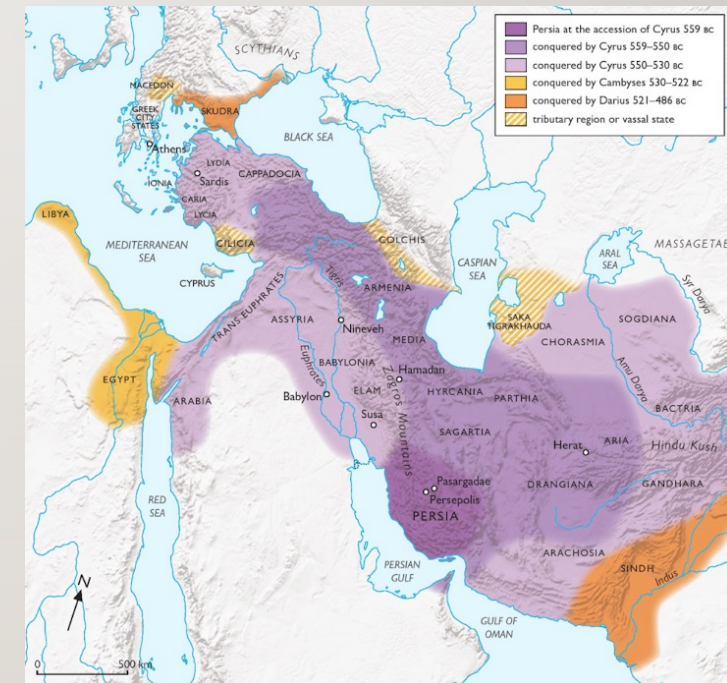 Persia at the accession of Cyrus 559 BC
conquered by Cyrus 559–550 BC
conquered by Cyrus 550–530 BC
conquered by Cambyses 530–522 BC
conquered by Darius 521–486 BC
tributary region or vassal state
SCYTHIANS
MACEDON
GREEK
CITY
STATES
SKUDRA
Athens
BLACK SEA
LYDIA
Sardis
CAPPADOCIA
IONIA
CARIA
LYCIA
LIBYA
CILICIA
COLCHIS
CASPIAN
SEA
ARAL
SEA
MASSAGETAE
Syr Darya
MEDITERRANEAN
SEA
CYPRUS
TRANS-EUPHRATES
Tigris
ARMENIA
SAKA
TIGRAKHAUDA
SOGDIANA
CHORASMIA
ASSYRIA
Nineveh
MEDIA
Amu Darya
EGYPT
ARABIA
Euphrates
BABYLONIA
Hamadan
Babylon
ELAM
Zagros Mountains
HYRCANIA
PARTHIA
BACTRIA
Susa
SAGARTIA
Herat
ARIA
Hindu Kush
Pasargadae
Persepolis
PERSIA
DRANGIANA
GANDHARA
RED
SEA
ARACHOSIA
SINDH
Indus
PERSIAN
GULF
GULF OF
OMAN
N
0 500 km